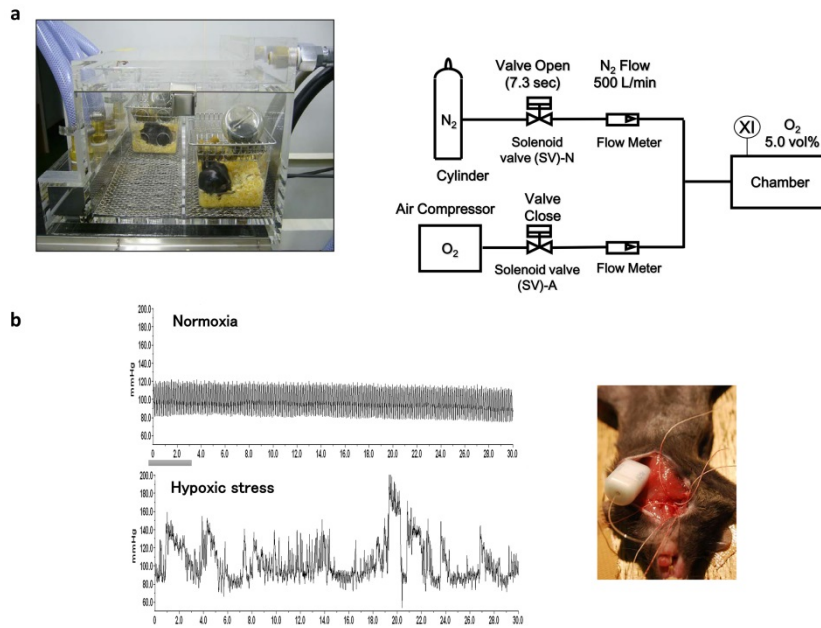 a
Valve Open
(7.3 sec)
N2 Flow
500 L/min
N2
XI
O2
5.0 vol%
Solenoid
valve (SV)-N
Flow Meter
Cylinder
Chamber
Air Compressor
Valve
Close
O2
Solenoid valve
(SV)-A
Flow Meter
b
Normoxia
mmHg
200.0
180.0
160.0
140.0
120.0
100.0
80.0
60.0
0.0 2.0 4.0 6.0 8.0 10.0 12.0 14.0 16.0 18.0 20.0 22.0 24.0 26.0 28.0 30.0
Hypoxic stress
mmHg
200.0
180.0
160.0
140.0
120.0
100.0
80.0
60.0
0.0 2.0 4.0 6.0 8.0 10.0 12.0 14.0 16.0 18.0 20.0 22.0 24.0 26.0 28.0 30.0